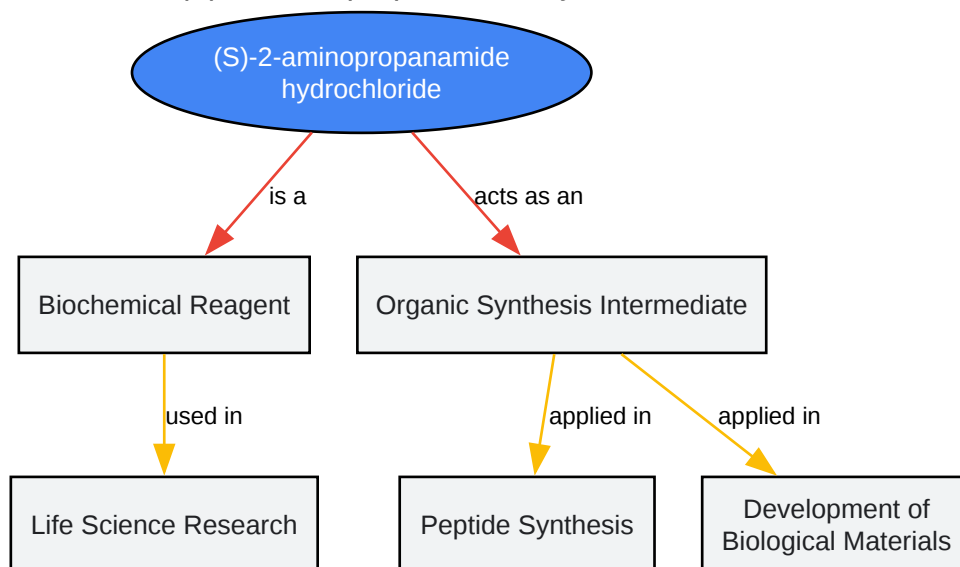 (S)-2-aminopropanamide
hydrochloride
is a
acts as an
Biochemical Reagent
Organic Synthesis Intermediate
used in
applied in
applied in
Life Science Research
Peptide Synthesis
Development of
Biological Materials